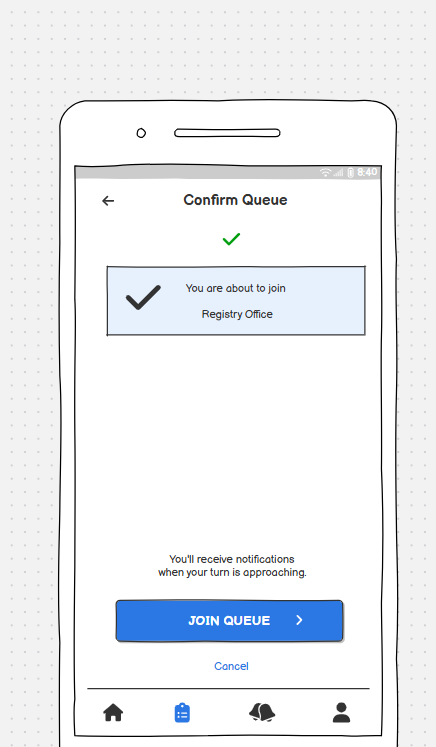 8:40
Confirm Queue
You are about to join
Registry Office
You'll receive notifications
when your turn is approaching.
JOIN QUEUE
Cancel